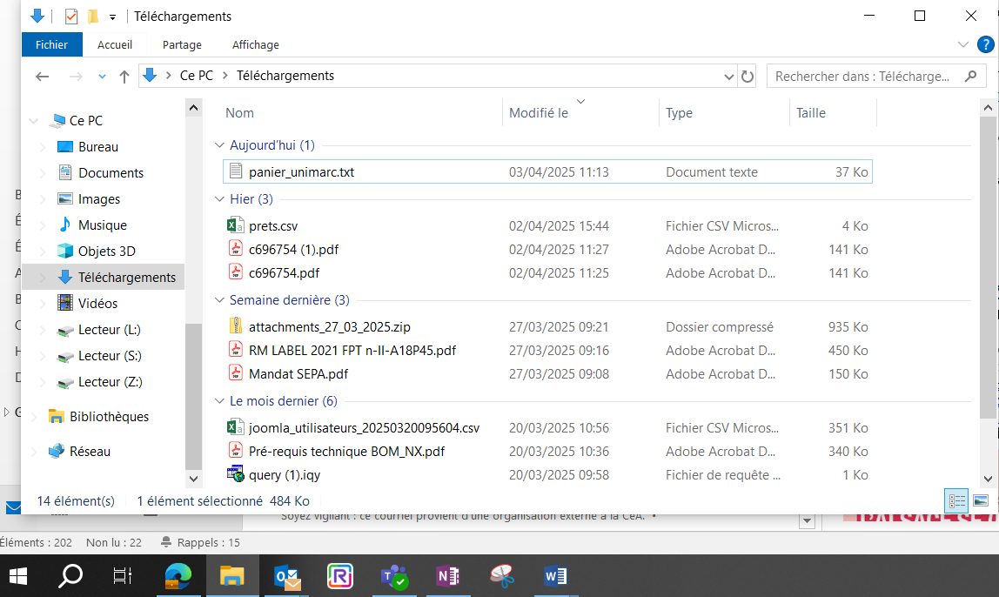 Téléchargements
Fichier Accueil Partage Affichage
Ce PC > Téléchargements
Rechercher dans : Télécharge...
Nom Modifié le Type Taille
Ce PC
Bureau
Documents
Images
Musique
Objets 3D
Téléchargements
Vidéos
Lecteur (L:)
Lecteur (S:)
Lecteur (Z:)
Bibliothèques
Réseau
Aujourd'hui (1)
panier_unimarc.txt 03/04/2025 11:13 Document texte 37 Ko
Hier (3)
prets.csv 02/04/2025 15:44 Fichier CSV Micros... 4 Ko
c696754 (1).pdf 02/04/2025 11:27 Adobe Acrobat D... 141 Ko
c696754.pdf 02/04/2025 11:25 Adobe Acrobat D... 141 Ko
Semaine dernière (3)
attachments_27_03_2025.zip 27/03/2025 09:21 Dossier compressé 935 Ko
RM LABEL 2021 FPT n-II-A18P45.pdf 27/03/2025 09:16 Adobe Acrobat D... 450 Ko
Mandat SEPA.pdf 27/03/2025 09:08 Adobe Acrobat D... 150 Ko
Le mois dernier (6)
joomla_utilisateurs_20250320095604.csv 20/03/2025 10:56 Fichier CSV Micros... 351 Ko
Pré-requis technique BOM_NX.pdf 20/03/2025 10:36 Adobe Acrobat D... 340 Ko
query (1).iqy 20/03/2025 09:58 Fichier de requête ... 1 Ko
14 élément(s) 1 élément sélectionné 484 Ko
Soyez vigilant : ce courriel provient d'une organisation externe à la CeA.
Éléments : 202 Non lu : 22 Rappels : 15